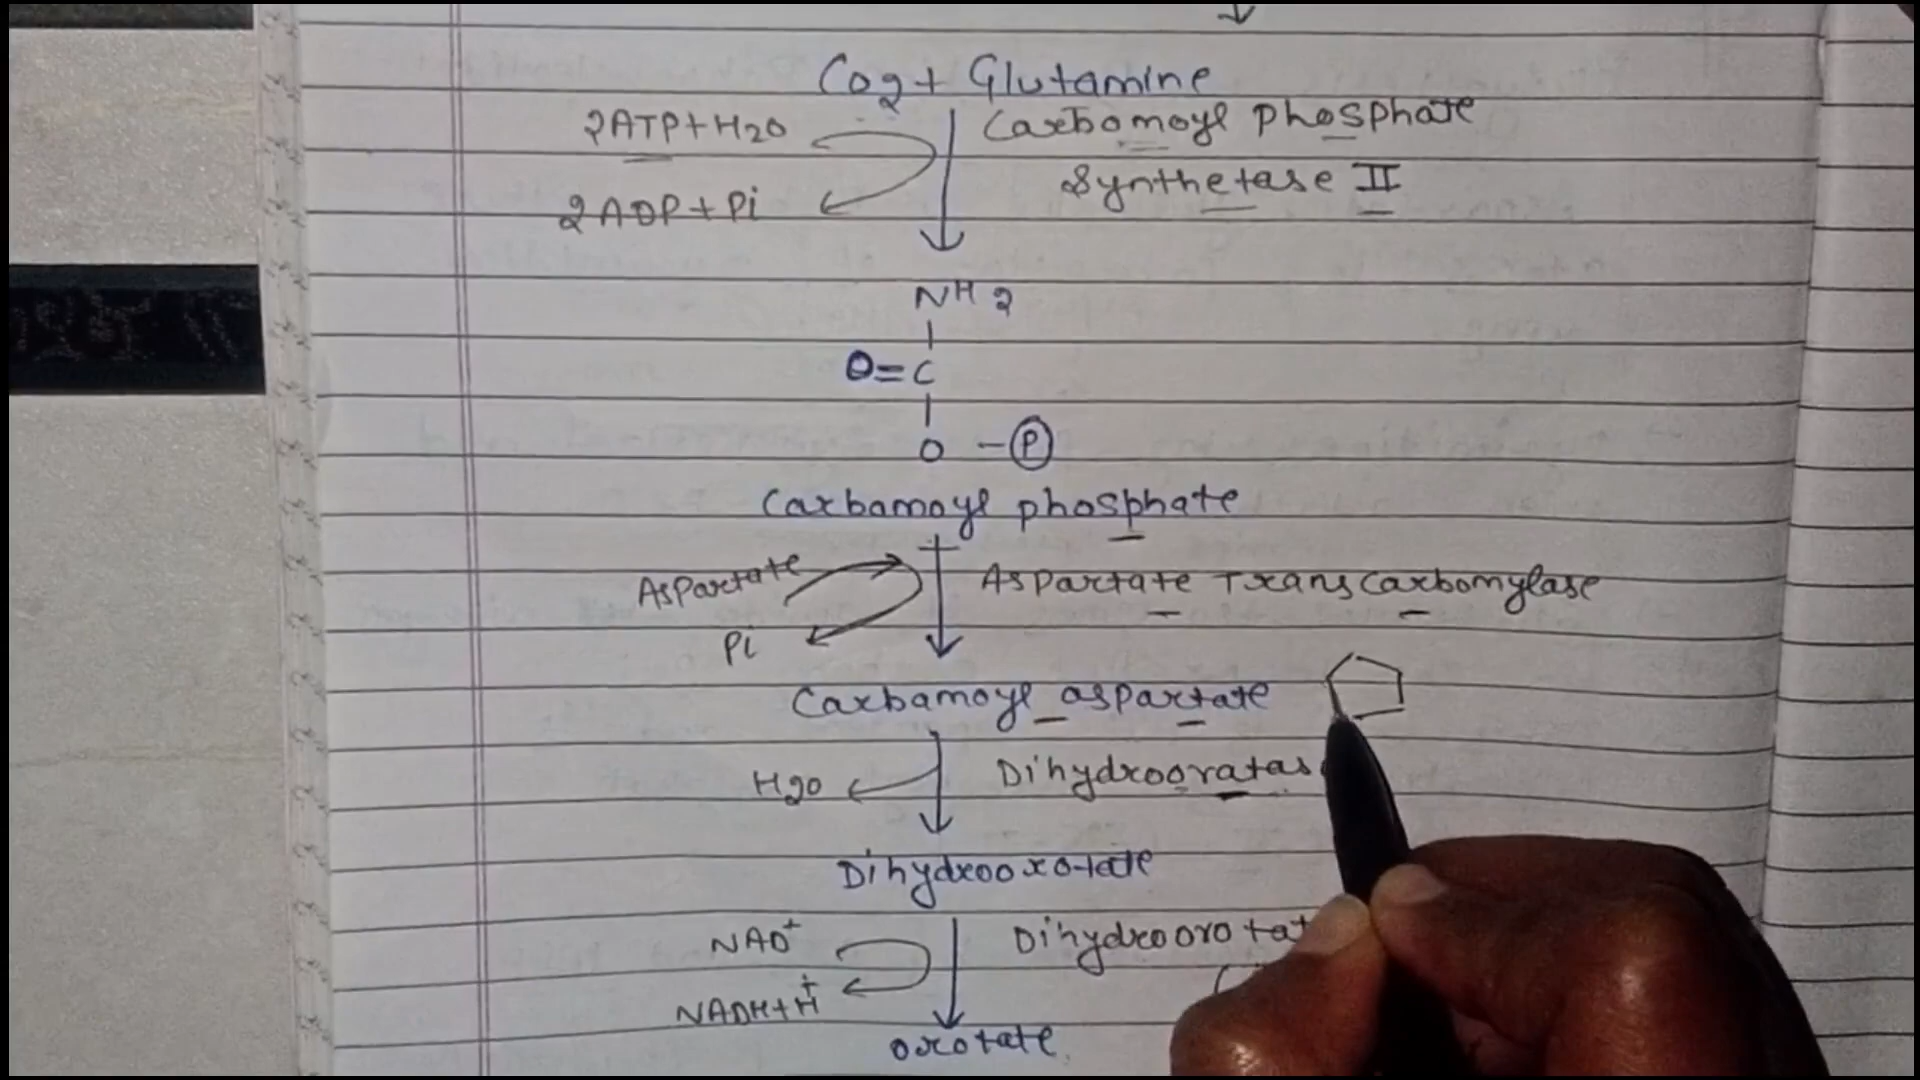 Co2+ Glutamine
2ATP+H2O
Carbomoyl phosphate
Synthetase II
2ADP+Pi
NH2
O=C
O -P
Carbamoyl phosphate
Aspartate
Aspartate Transcarbomylase
Pi
Carbamoyl aspartate
H2O
Dihydrooratas
Dihydroorotate
NAD+
Dihydroorotat
NADH+H+
orotate